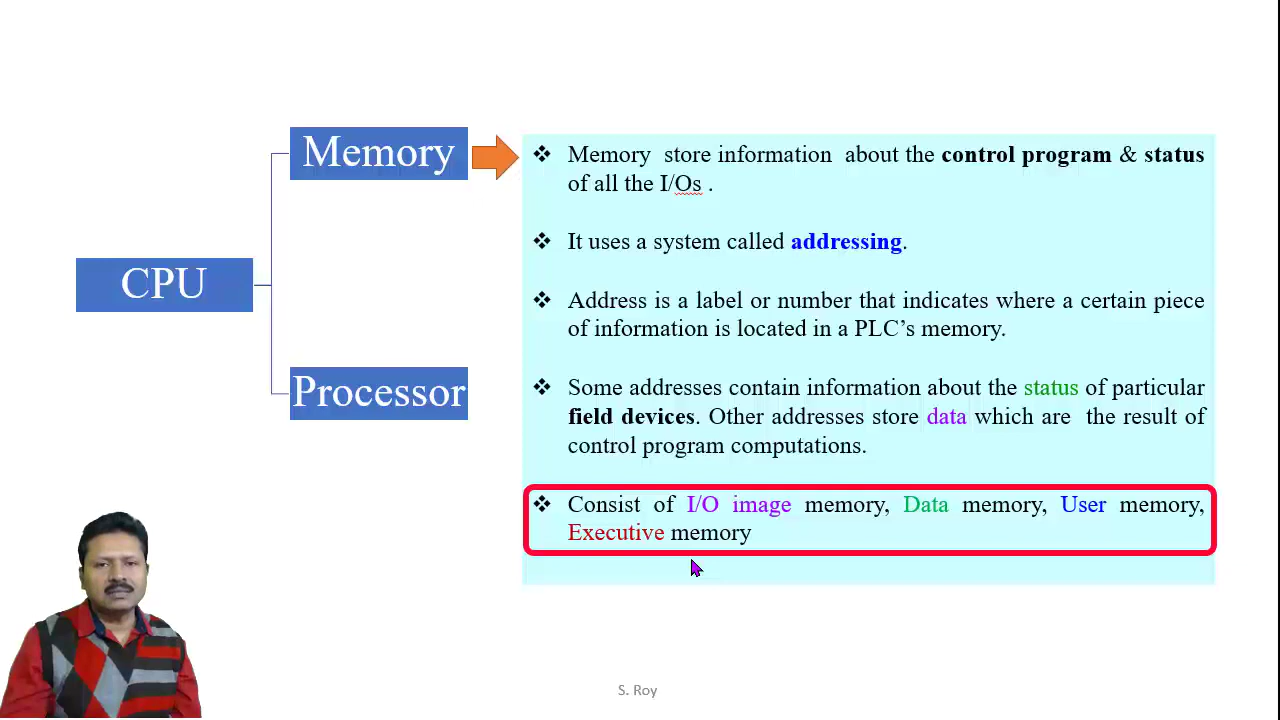 Memory
CPU
Processor
❖ Memory store information about the control program & status
of all the I/Os .
❖ It uses a system called addressing.
❖ Address is a label or number that indicates where a certain piece
of information is located in a PLC’s memory.
❖ Some addresses contain information about the status of particular
field devices. Other addresses store data which are the result of
control program computations.
❖ Consist of I/O image memory, Data memory, User memory,
Executive memory
S. Roy